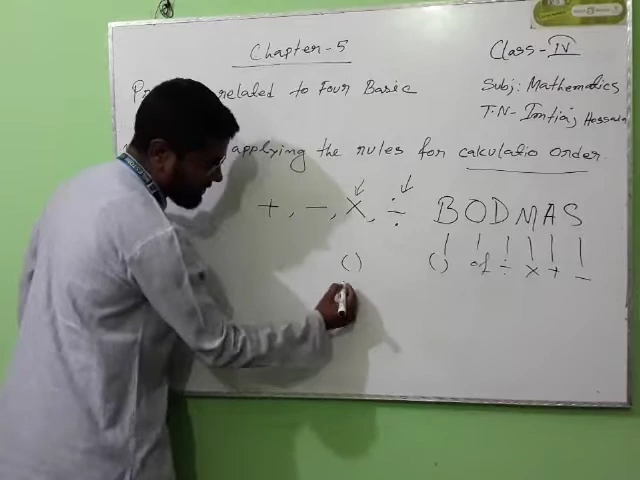 Chapter-5
Class-IV
related to Four Basic
Subj: Mathematics
T.N- Imtiaj Hossain
applying the rules for calculatio order.
+, -, ×, ÷ BODMAS
( ) ( ) of ÷ × + -